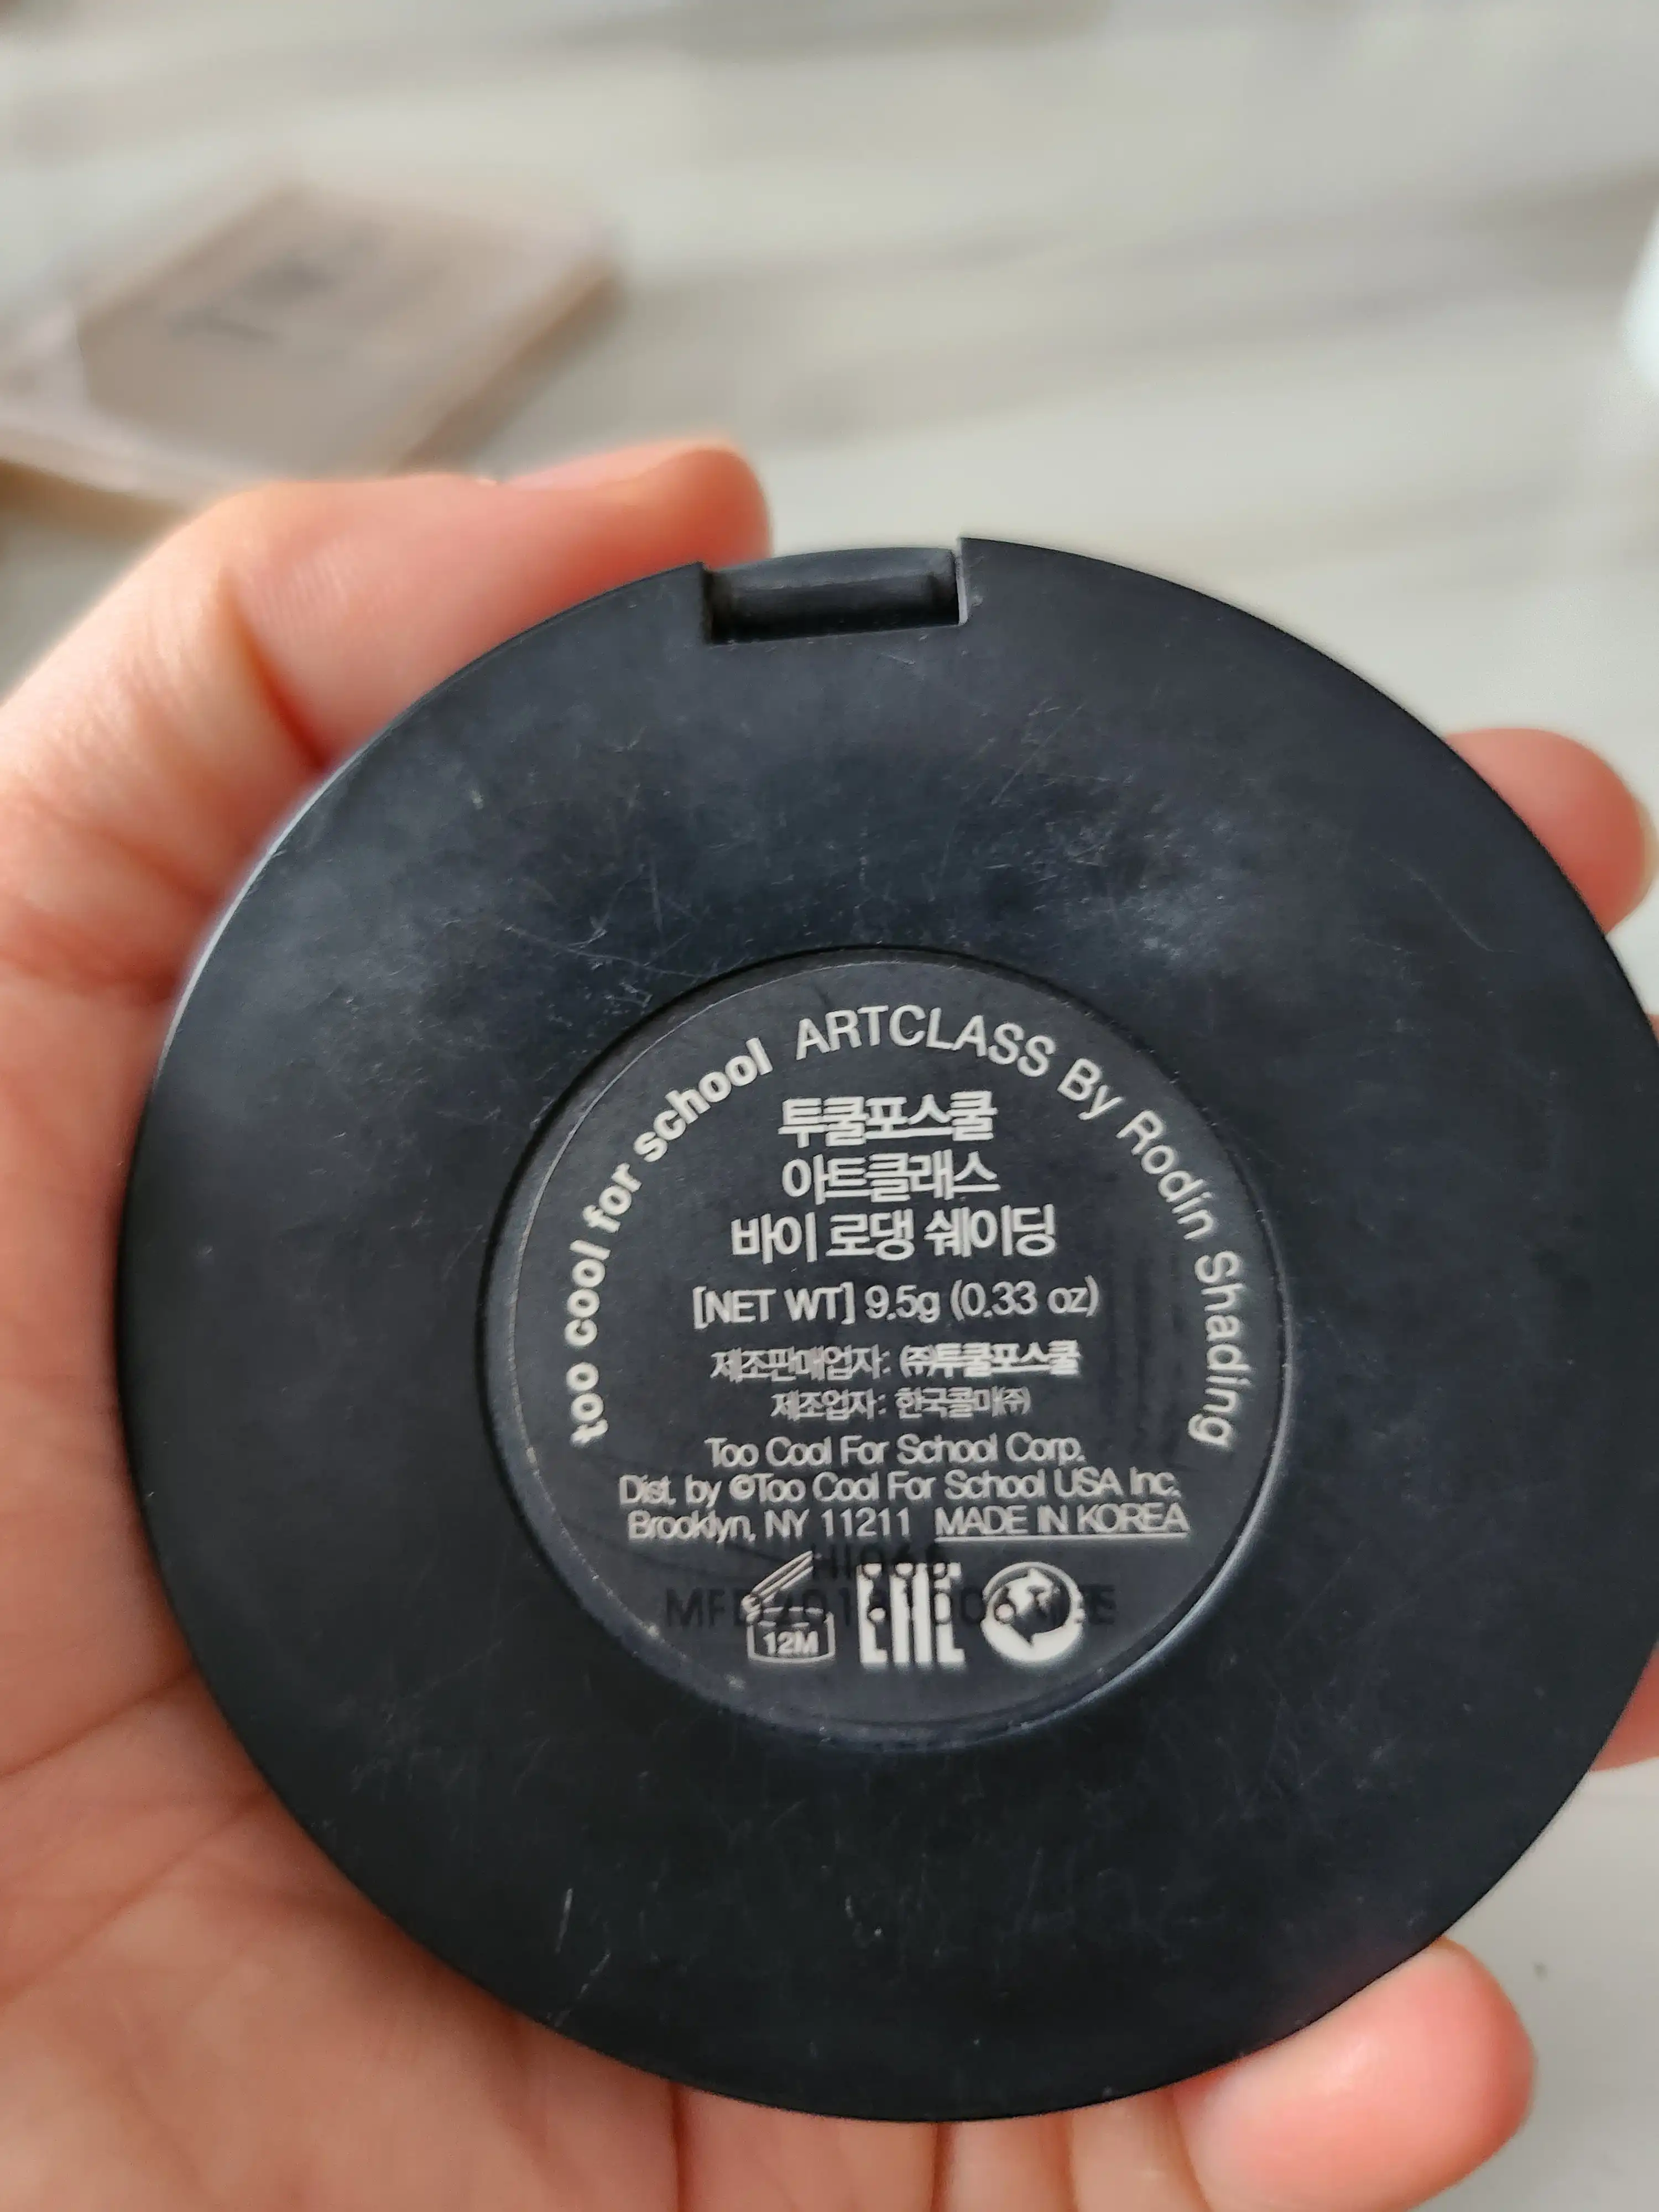 too cool for school ARTCLASS By Rodin Shading
투쿨포스쿨
아트클래스
바이 로댕 쉐이딩
[NET WT] 9.5g (0.33 oz)
제조판매업자: ㈜투쿨포스쿨
제조업자: 한국콜마㈜
Too Cool For School Corp.
Dist. by ©Too Cool For School USA Inc.
Brooklyn, NY 11211 MADE IN KOREA
12M EAC